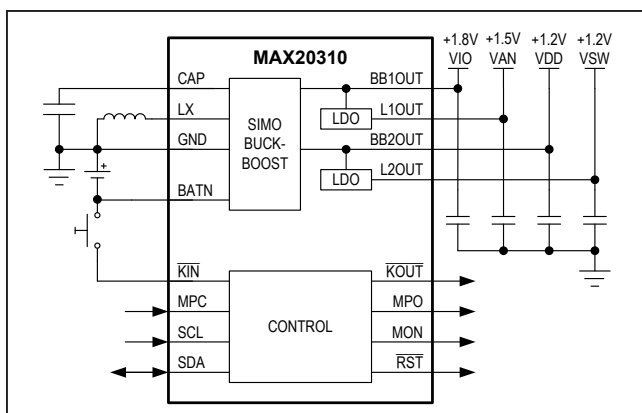 MAX20310
+1.8V +1.5V +1.2V +1.2V
VIO VAN VDD VSW
CAP
LX
GND
BATN
SIMO
BUCK-
BOOST
LDO
LDO
BB1OUT
L1OUT
BB2OUT
L2OUT
+
KIN
MPC
SCL
SDA
CONTROL
KOUT
MPO
MON
RST